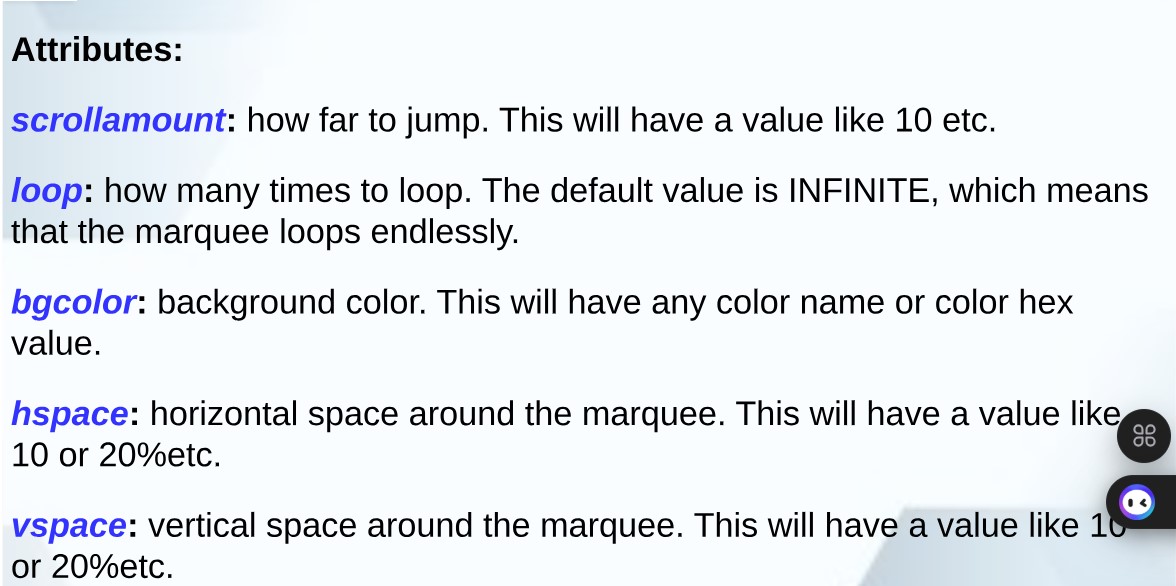 Attributes:
scrollamount: how far to jump. This will have a value like 10 etc.
loop: how many times to loop. The default value is INFINITE, which means
that the marquee loops endlessly.
bgcolor: background color. This will have any color name or color hex
value.
hspace: horizontal space around the marquee. This will have a value like
10 or 20%etc.
vspace: vertical space around the marquee. This will have a value like 10
or 20%etc.